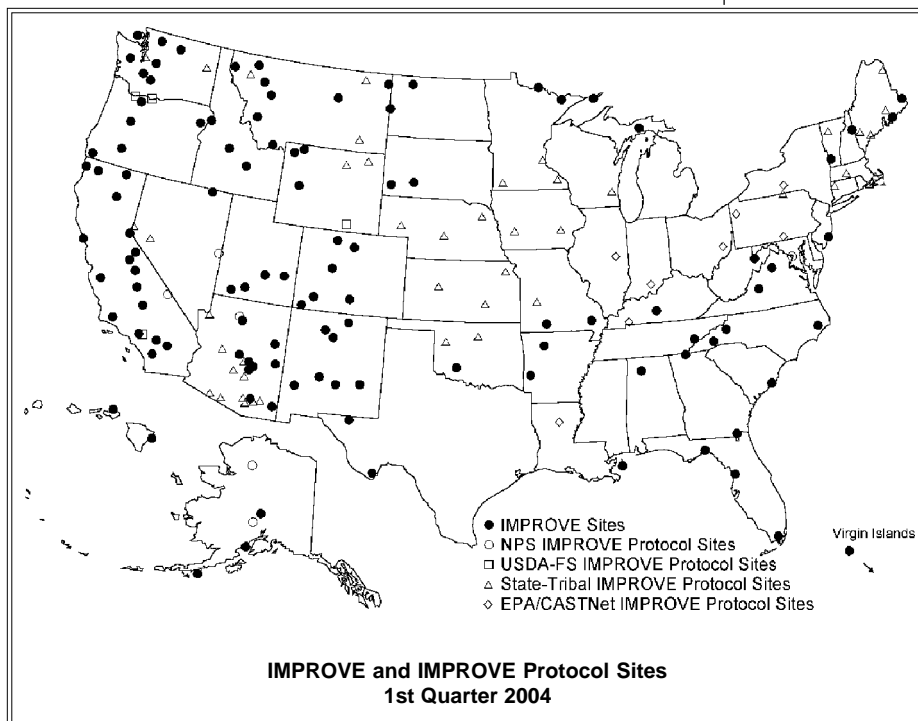 IMPROVE Sites
NPS IMPROVE Protocol Sites
USDA-FS IMPROVE Protocol Sites
State-Tribal IMPROVE Protocol Sites
EPA/CASTNet IMPROVE Protocol Sites
Virgin Islands
IMPROVE and IMPROVE Protocol Sites
1st Quarter 2004